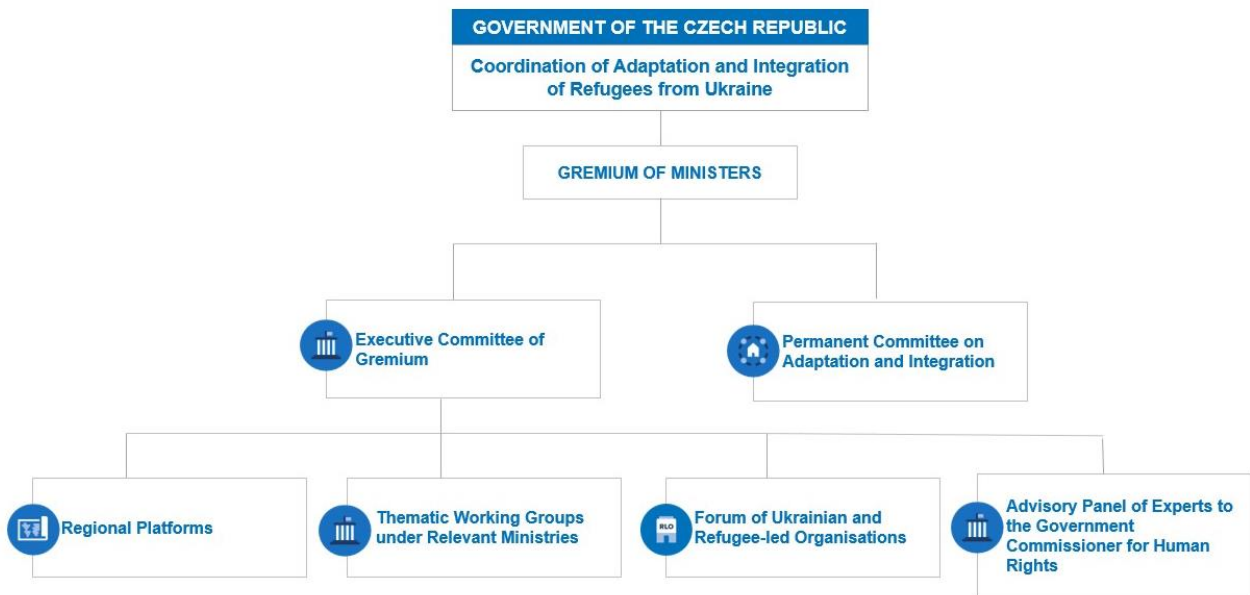 GOVERNMENT OF THE CZECH REPUBLIC
Coordination of Adaptation and Integration
of Refugees from Ukraine
GREMIUM OF MINISTERS
Executive Committee of
Gremium
Permanent Committee on
Adaptation and Integration
Regional Platforms
Thematic Working Groups
under Relevant Ministries
RLO
Forum of Ukrainian and
Refugee-led Organisations
Advisory Panel of Experts to
the Government
Commissioner for Human
Rights